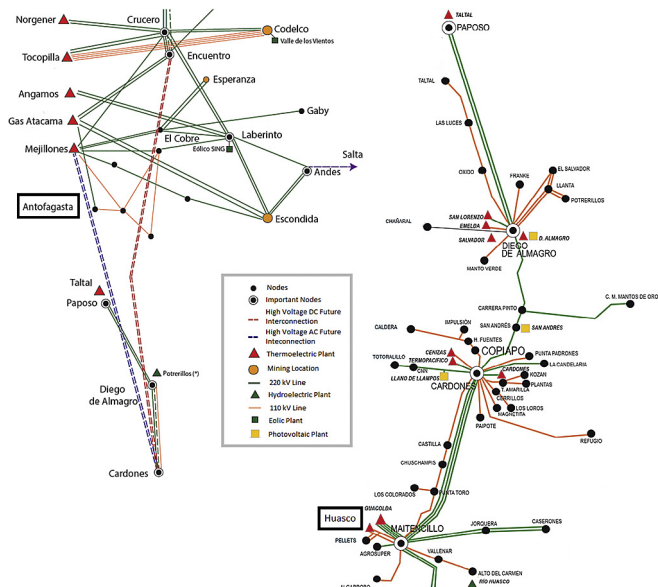 Norgener
Crucero
Codelco
Valle de los Vientos
Tocopilla
Encuentro
Esperanza
Angamos
Gas Atacama
Gaby
El Cobre
Laberinto
Mejillones
Eólico SING
Salta
Andes
Antofagasta
Escondida
Taltal
Paposo
Potrerillos (*)
Diego
de Almagro
Cardones
Nodes
Important Nodes
High Voltage DC Future
Interconnection
High Voltage AC Future
Iteconnection
Thermoelectric Plant
Mining Location
220 kV Line
Hydroelectric Plant
110 kV Line
Eolic Plant
Photovoltaic Plant
TALTAL
PAPOSO
TALTAL
LAS LUCES
OXIDO
FRANKE
EL SALVADOR
LLANTA
POTRERILLOS
SAN LORENZO
EMELDA
CHAÑARAL
SALVADOR
D. ALMAGRO
DIEGO
DE ALMAGRO
MANTO VERDE
C. M. MANTOS DE ORO
CARRERA PINTO
CALDERA
IMPULSIÓN
SAN ANDRÉS
SAN ANDRES
H. FUENTES
COPIAPO
CENIZAS
TERMOPACIFICO
PUNTA PADRONES
TOTORALILLO
LA CANDELARIA
CARDONES
KOZAN
LLANO DE LLAMPOS
CARDONES
PLANTAS
T. AMARILLA
CERRILLOS
LOS LOROS
MAGNETITA
PAIPOTE
REFUGIO
CASTILLA
CHUSCHAMPIS
LOS COLORADOS
PUNTA TORO
GUACOLDA
Huasco
MAITENCILLO
JORQUERA
CASERONES
PELLETS
AGROSUPER
VALLENAR
ALTO DEL CARMEN
RÍO HUASCO